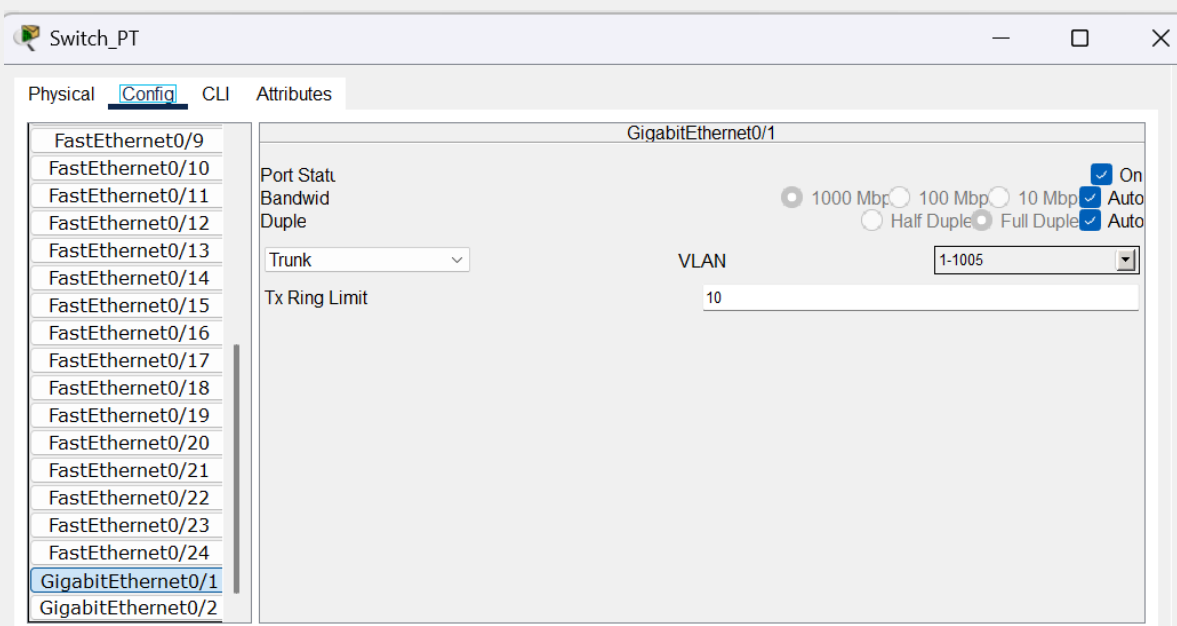 Switch_PT
Physical Config CLI Attributes
FastEthernet0/9
FastEthernet0/10
FastEthernet0/11
FastEthernet0/12
FastEthernet0/13
FastEthernet0/14
FastEthernet0/15
FastEthernet0/16
FastEthernet0/17
FastEthernet0/18
FastEthernet0/19
FastEthernet0/20
FastEthernet0/21
FastEthernet0/22
FastEthernet0/23
FastEthernet0/24
GigabitEthernet0/1
GigabitEthernet0/2
GigabitEthernet0/1
Port Statu On
Bandwid 1000 Mbp 100 Mbp 10 Mbp Auto
Duple Half Duple Full Duple Auto
Trunk VLAN 1-1005
Tx Ring Limit 10